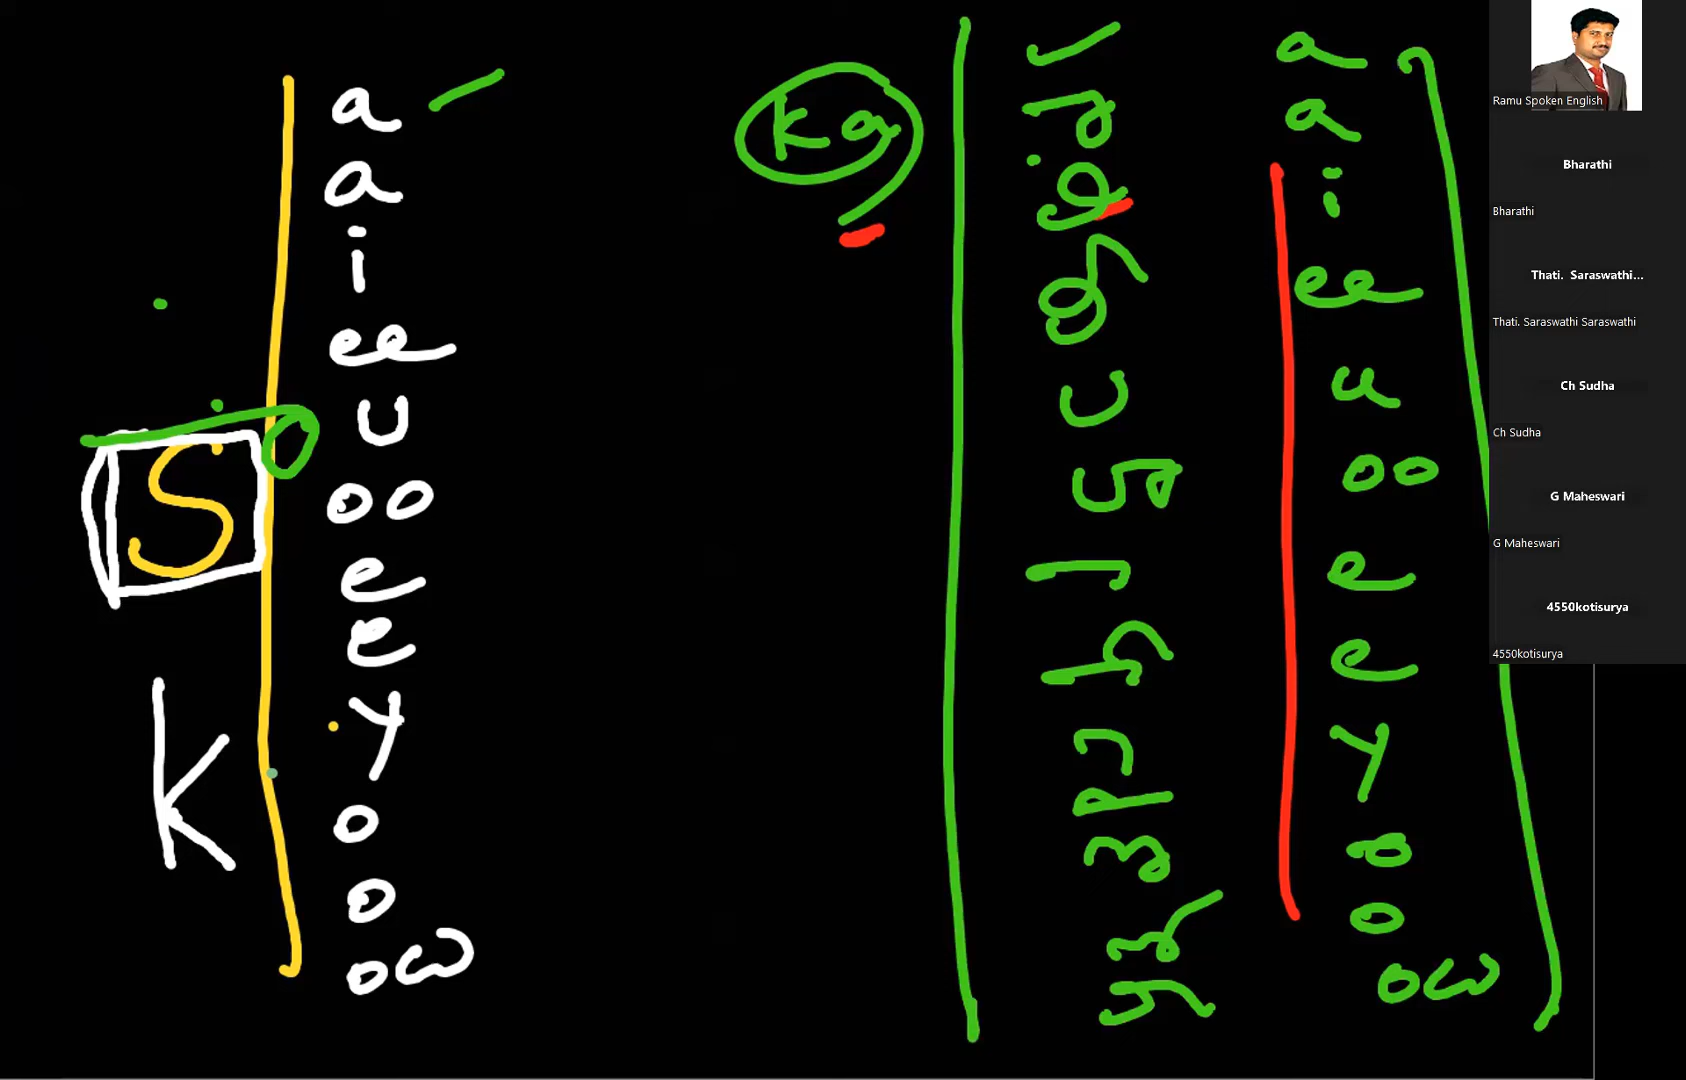 a
a
i
ee
u
oo
e
e
y
o
o
ow
S
K
Ka
a
a
i
ee
u
oo
e
e
y
o
o
ow
Ramu Spoken English
Bharathi
Bharathi
Thati. Saraswathi...
Thati. Saraswathi Saraswathi
Ch Sudha
Ch Sudha
G Maheswari
G Maheswari
4550kotisurya
4550kotisurya